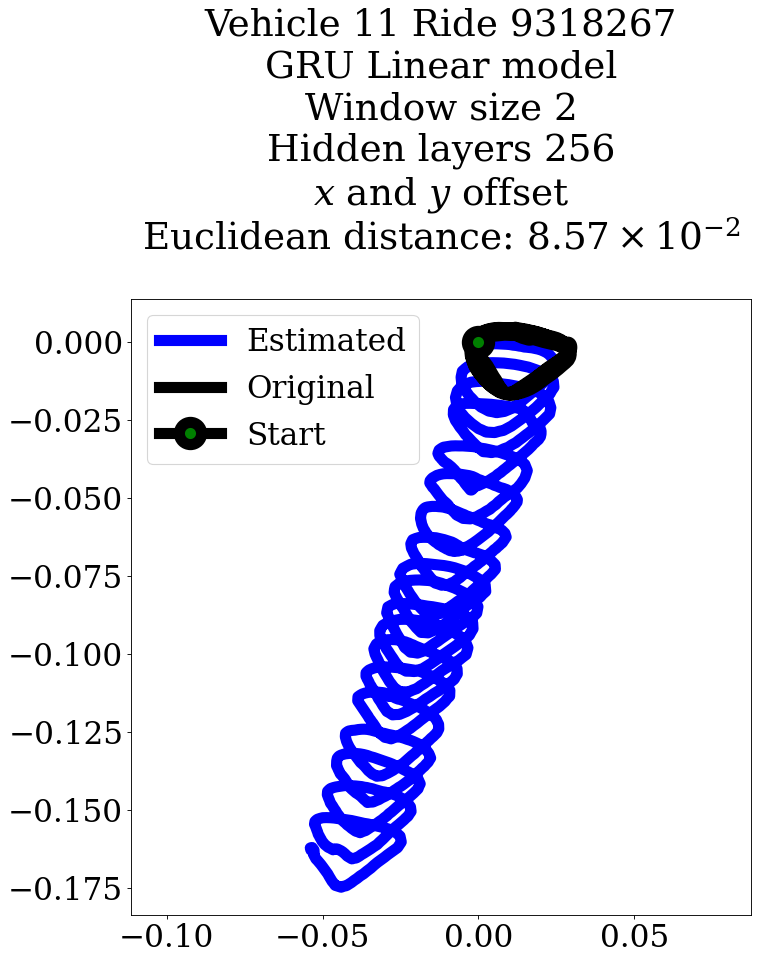 Vehicle 11 Ride 9318267
GRU Linear model
Window size 2
Hidden layers 256
x and y offset
Euclidean distance: 8.57 × 10⁻²
Estimated
Original
Start
0.000
−0.025
−0.050
−0.075
−0.100
−0.125
−0.150
−0.175
−0.10 −0.05 0.00 0.05